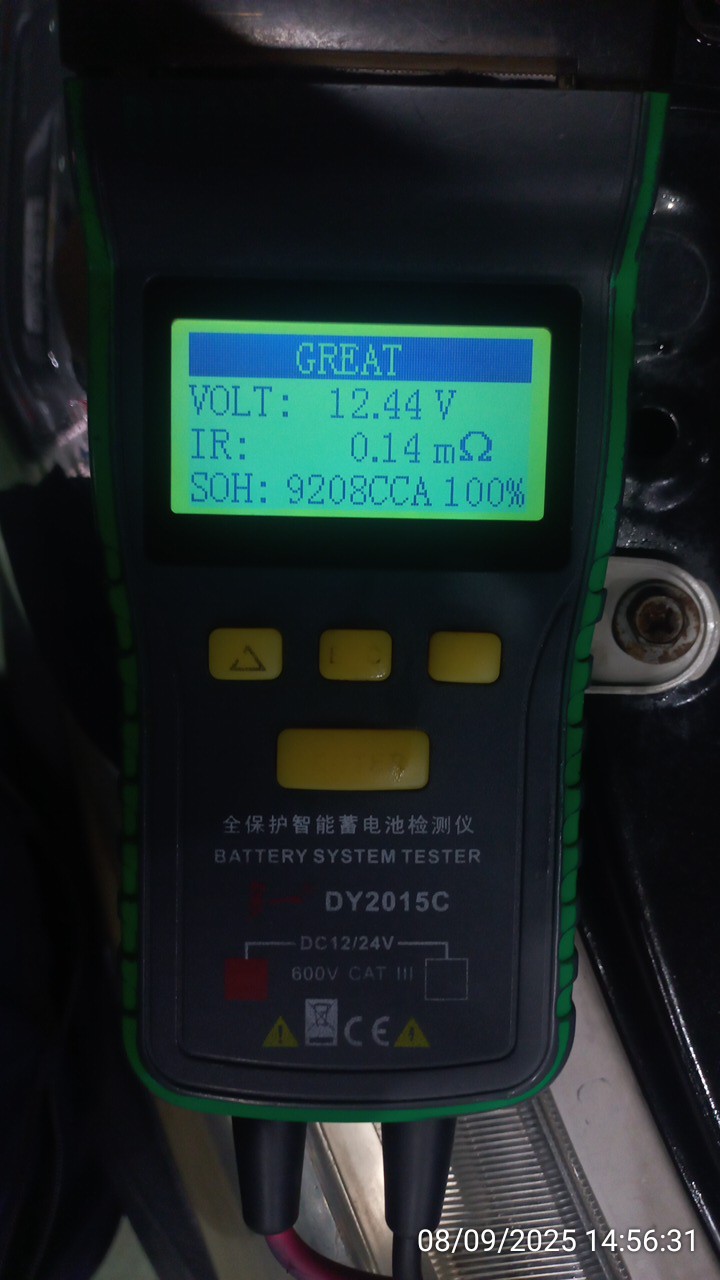 GREAT
VOLT: 12.44 V
IR: 0.14 mΩ
SOH: 9208CCA 100%
全保护智能蓄电池检测仪
BATTERY SYSTEM TESTER
DY2015C
DC12/24V
600V CAT III
CE
08/09/2025 14:56:31